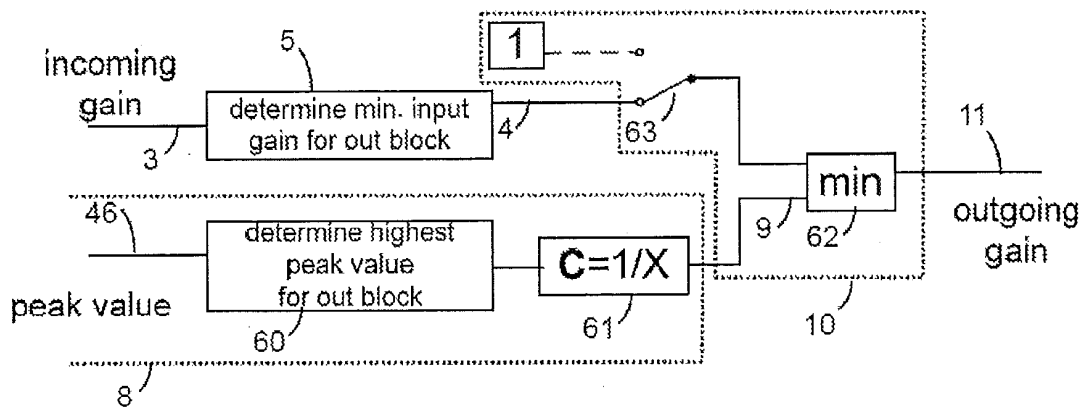 1
5
incoming
gain
determine min. input
gain for out block
3
4
63
11
min
62
9
outgoing
gain
46
determine highest
peak value
for out block
C=1/X
peak value
60
61
10
8